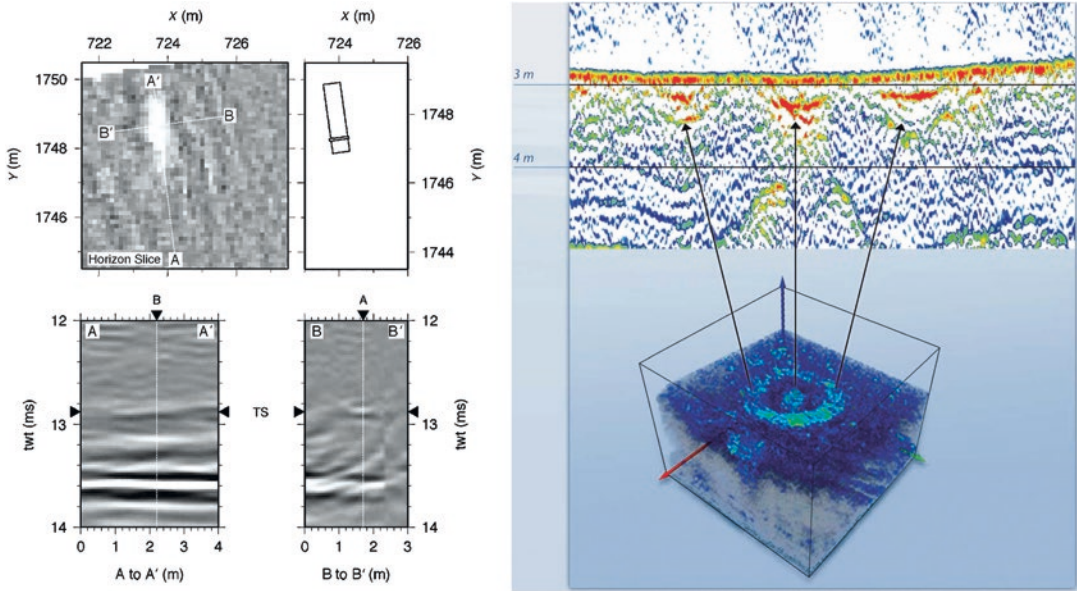 X (m)
722 724 726
1750
1748
1746
Y (m)
A′
B′
B
A
Horizon Slice
X (m)
724 726
1748
1746
1744
Y (m)
B
12
13
14
twt (ms)
A A′
TS
0 1 2 3 4
A to A′ (m)
A
B B′
12
13
14
twt (ms)
0 1 2 3
B to B′ (m)
3 m
4 m